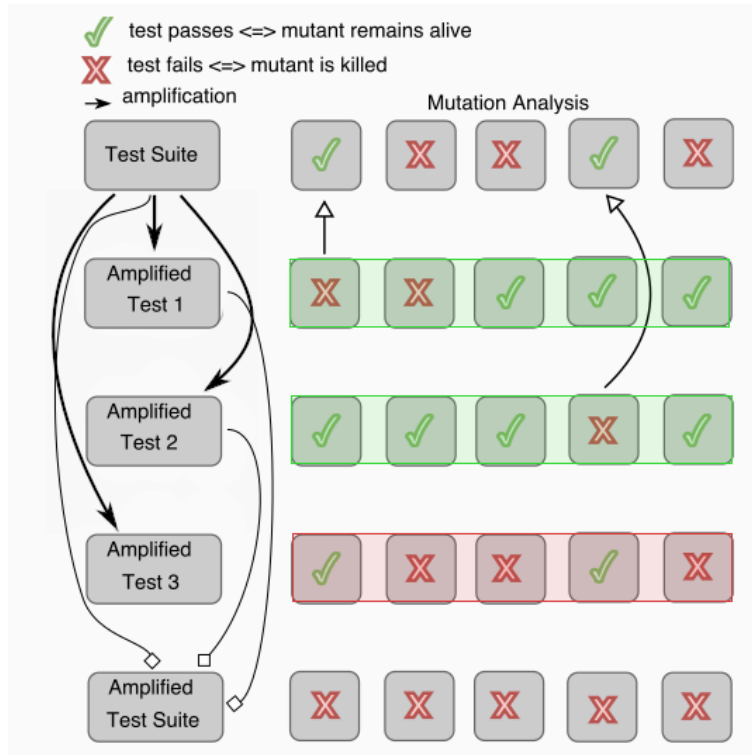 test passes <=> mutant remains alive
test fails <=> mutant is killed
amplification
Mutation Analysis
Test Suite
Amplified
Test 1
Amplified
Test 2
Amplified
Test 3
Amplified
Test Suite